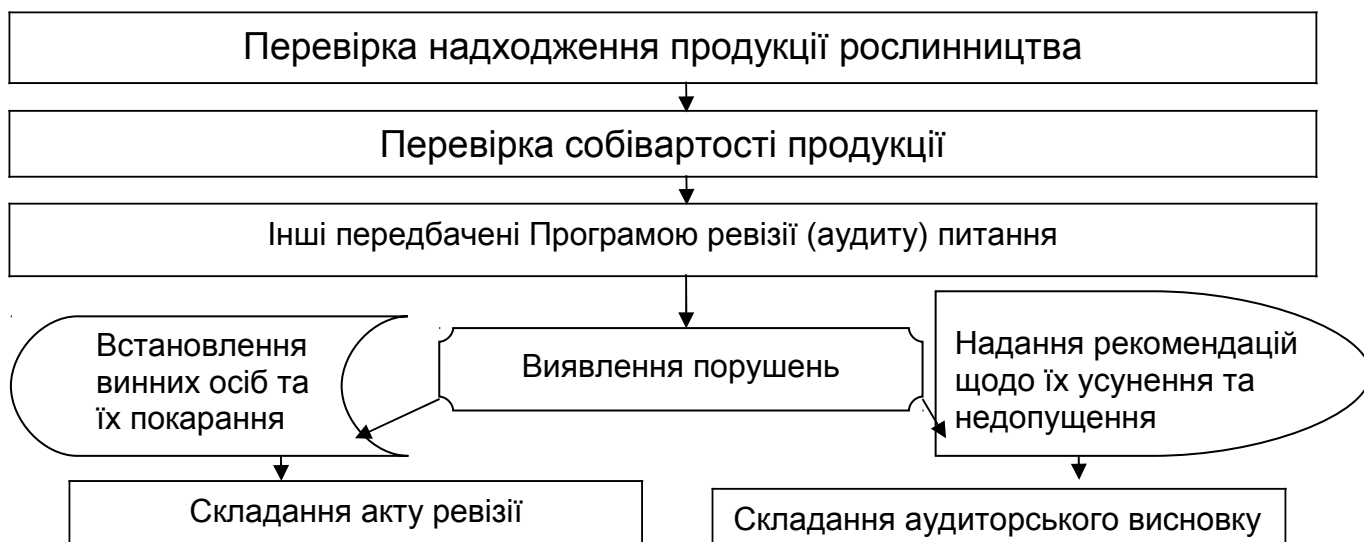 Перевірка надходження продукції рослинництва
Перевірка собівартості продукції
Інші передбачені Програмою ревізії (аудиту) питання
Встановлення
винних осіб та
їх покарання
Виявлення порушень
Надання рекомендацій
щодо їх усунення та
недопущення
Складання акту ревізії
Складання аудиторського висновку